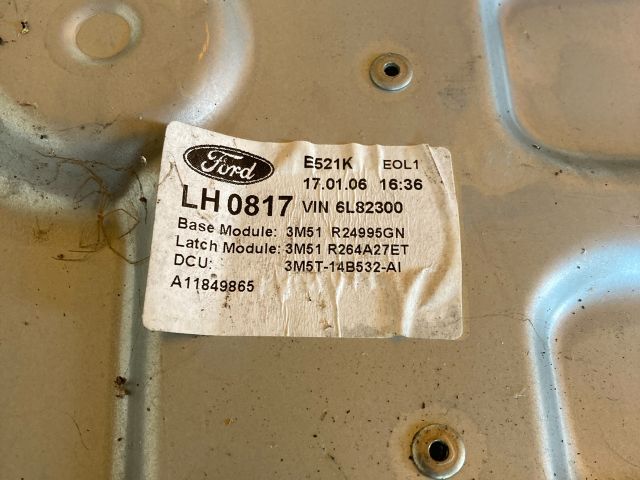 Ford E521K EOL1
17.01.06 16:36
LH 0817 VIN 6L82300
Base Module: 3M51 R24995GN
Latch Module: 3M51 R264A27ET
DCU: 3M5T-14B532-AI
A11849865